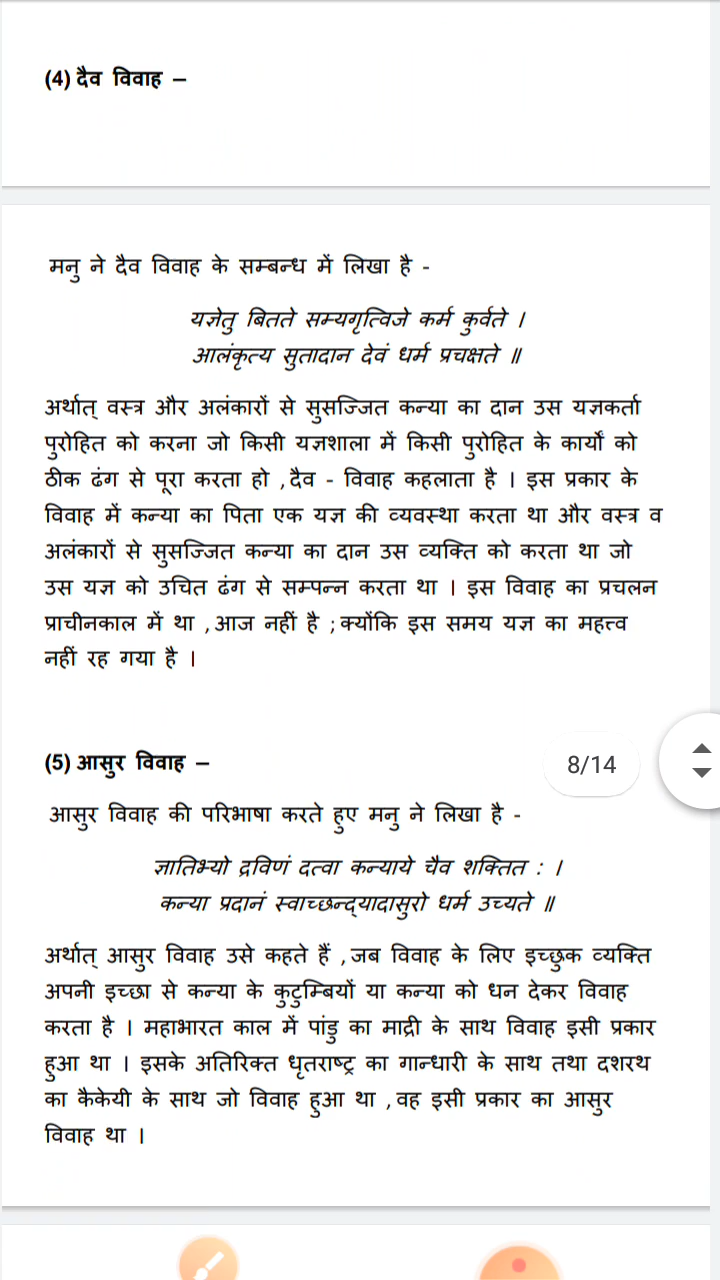 (4) दैव विवाह –
मनु ने दैव विवाह के सम्बन्ध में लिखा है -
यज्ञेतु बितते सम्यगृत्विजे कर्म कुर्वते ।
आलंकृत्य सुतादान देवं धर्म प्रचक्षते ॥
अर्थात् वस्त्र और अलंकारों से सुसज्जित कन्या का दान उस यज्ञकर्ता
पुरोहित को करना जो किसी यज्ञशाला में किसी पुरोहित के कार्यों को
ठीक ढंग से पूरा करता हो ,दैव - विवाह कहलाता है । इस प्रकार के
विवाह में कन्या का पिता एक यज्ञ की व्यवस्था करता था और वस्त्र व
अलंकारों से सुसज्जित कन्या का दान उस व्यक्ति को करता था जो
उस यज्ञ को उचित ढंग से सम्पन्न करता था । इस विवाह का प्रचलन
प्राचीनकाल में था ,आज नहीं है ;क्योंकि इस समय यज्ञ का महत्त्व
नहीं रह गया है ।
(5) आसुर विवाह –
8/14
आसुर विवाह की परिभाषा करते हुए मनु ने लिखा है -
ज्ञातिभ्यो द्रविणं दत्वा कन्याये चैव शक्तित : ।
कन्या प्रदानं स्वाच्छन्द्यादासुरो धर्म उच्यते ॥
अर्थात् आसुर विवाह उसे कहते हैं ,जब विवाह के लिए इच्छुक व्यक्ति
अपनी इच्छा से कन्या के कुटुम्बियों या कन्या को धन देकर विवाह
करता है । महाभारत काल में पांडु का माद्री के साथ विवाह इसी प्रकार
हुआ था । इसके अतिरिक्त धृतराष्ट्र का गान्धारी के साथ तथा दशरथ
का कैकेयी के साथ जो विवाह हुआ था ,वह इसी प्रकार का आसुर
विवाह था ।